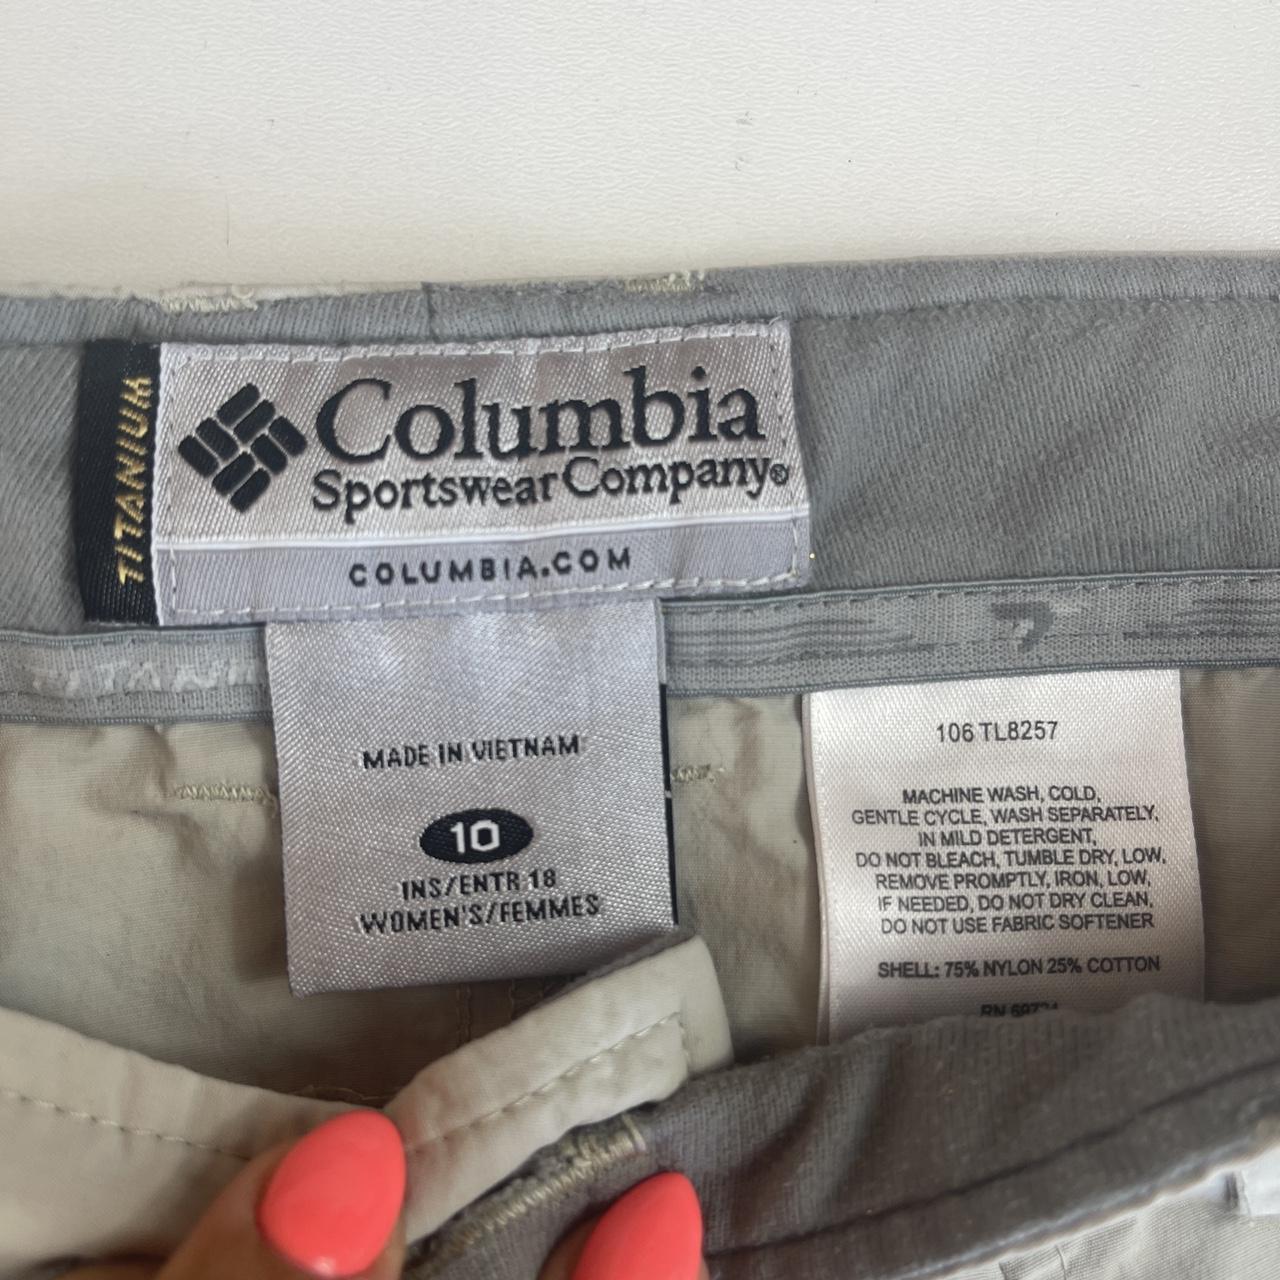 TITANIUM
Columbia
Sportswear Company®
COLUMBIA.COM
MADE IN VIETNAM
10
INS/ENTR 18
WOMEN'S/FEMMES
106 TL8257
MACHINE WASH, COLD,
GENTLE CYCLE, WASH SEPARATELY,
IN MILD DETERGENT,
DO NOT BLEACH, TUMBLE DRY, LOW,
REMOVE PROMPTLY, IRON, LOW,
IF NEEDED, DO NOT DRY CLEAN,
DO NOT USE FABRIC SOFTENER
SHELL: 75% NYLON 25% COTTON
RN